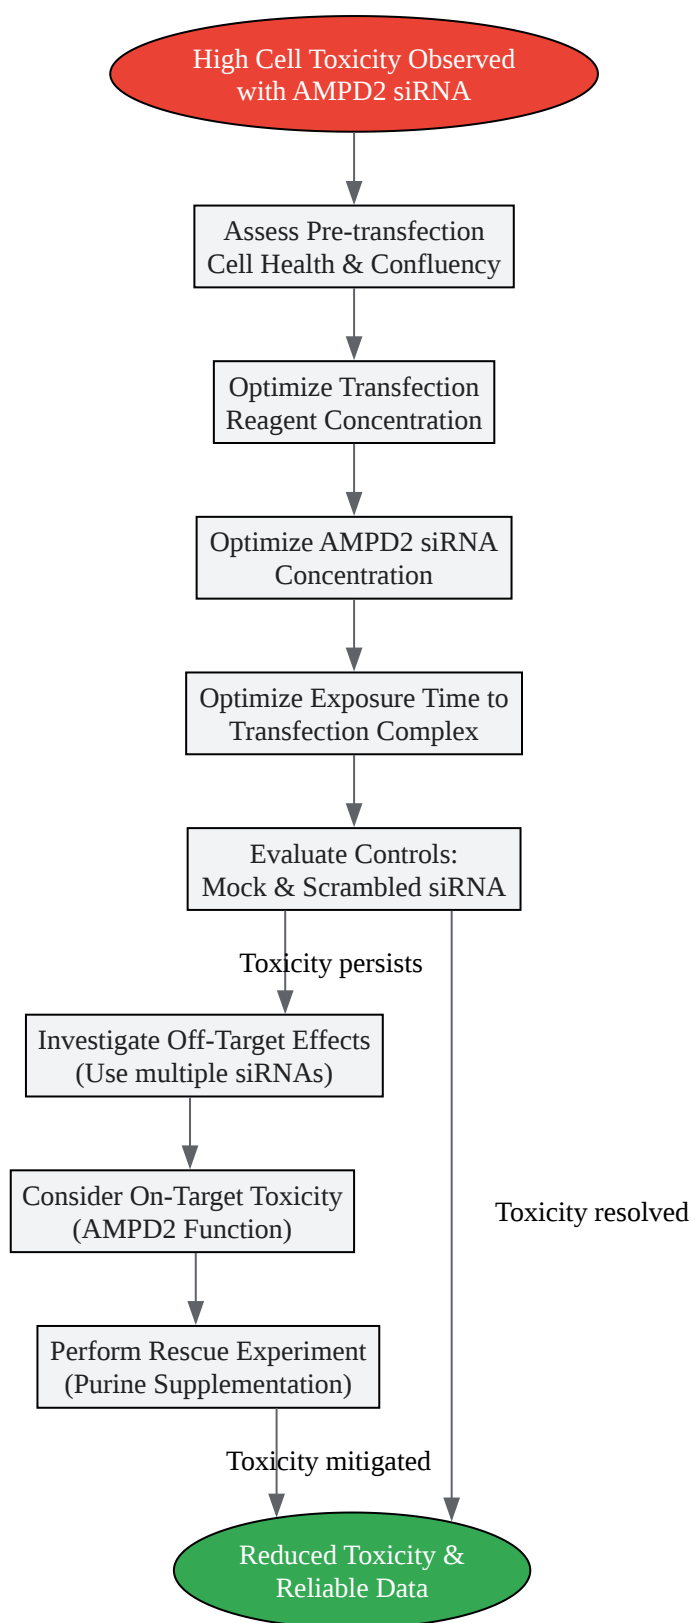 High Cell Toxicity Observed
with AMPD2 siRNA
Assess Pre-transfection
Cell Health & Confluency
Optimize Transfection
Reagent Concentration
Optimize AMPD2 siRNA
Concentration
Optimize Exposure Time to
Transfection Complex
Evaluate Controls:
Mock & Scrambled siRNA
Toxicity persists
Investigate Off-Target Effects
(Use multiple siRNAs)
Consider On-Target Toxicity
(AMPD2 Function)
Toxicity resolved
Perform Rescue Experiment
(Purine Supplementation)
Toxicity mitigated
Reduced Toxicity &
Reliable Data